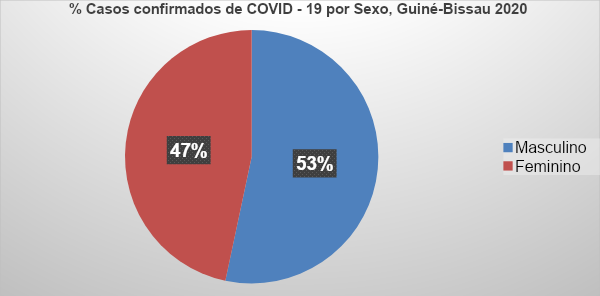 % Casos confirmados de COVID - 19 por Sexo, Guiné-Bissau 2020
47%
53%
Masculino
Feminino